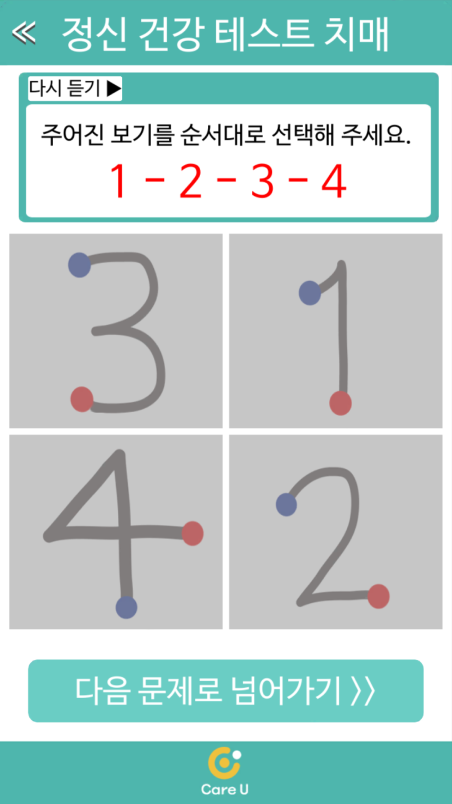 ≪ 정신 건강 테스트 치매
다시 듣기 ▶
주어진 보기를 순서대로 선택해 주세요.
1 - 2 - 3 - 4
3
1
4
2
다음 문제로 넘어가기 》
Care U